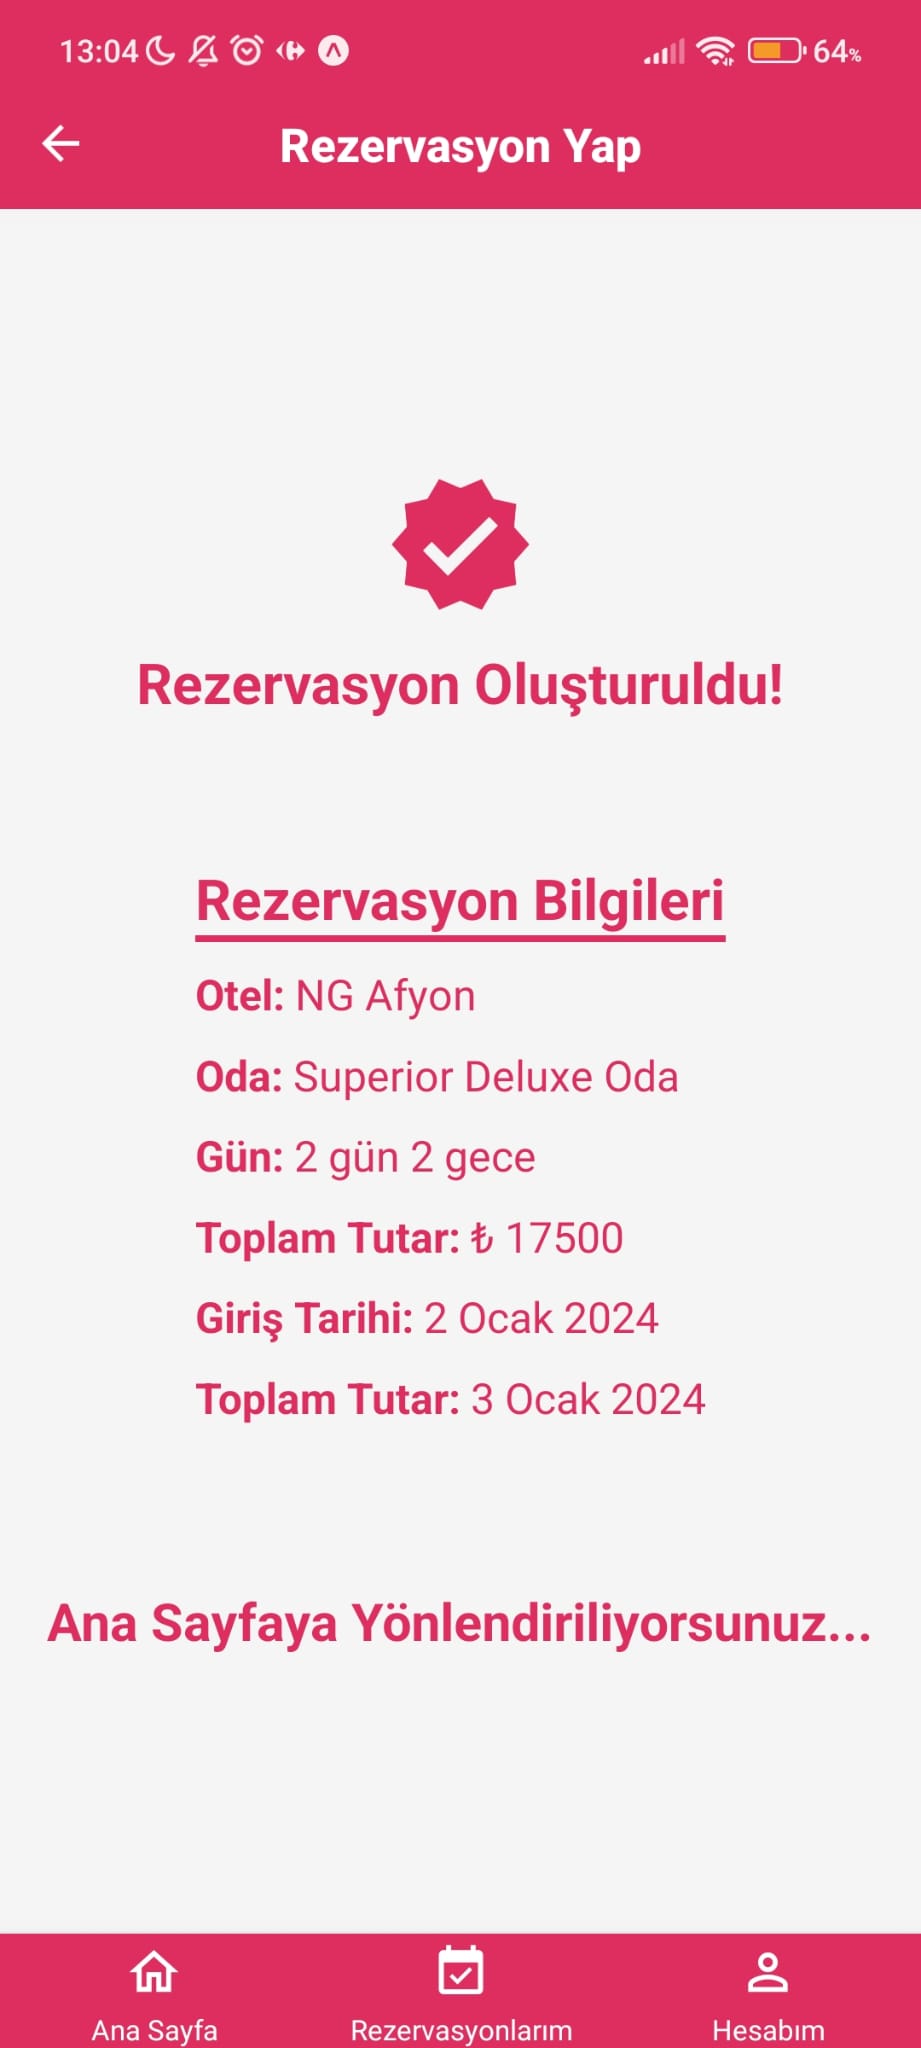 13:04
64%
Rezervasyon Yap
Rezervasyon Oluşturuldu!
Rezervasyon Bilgileri
Otel: NG Afyon
Oda: Superior Deluxe Oda
Gün: 2 gün 2 gece
Toplam Tutar: ₺ 17500
Giriş Tarihi: 2 Ocak 2024
Toplam Tutar: 3 Ocak 2024
Ana Sayfaya Yönlendiriliyorsunuz...
Ana Sayfa
Rezervasyonlarım
Hesabım